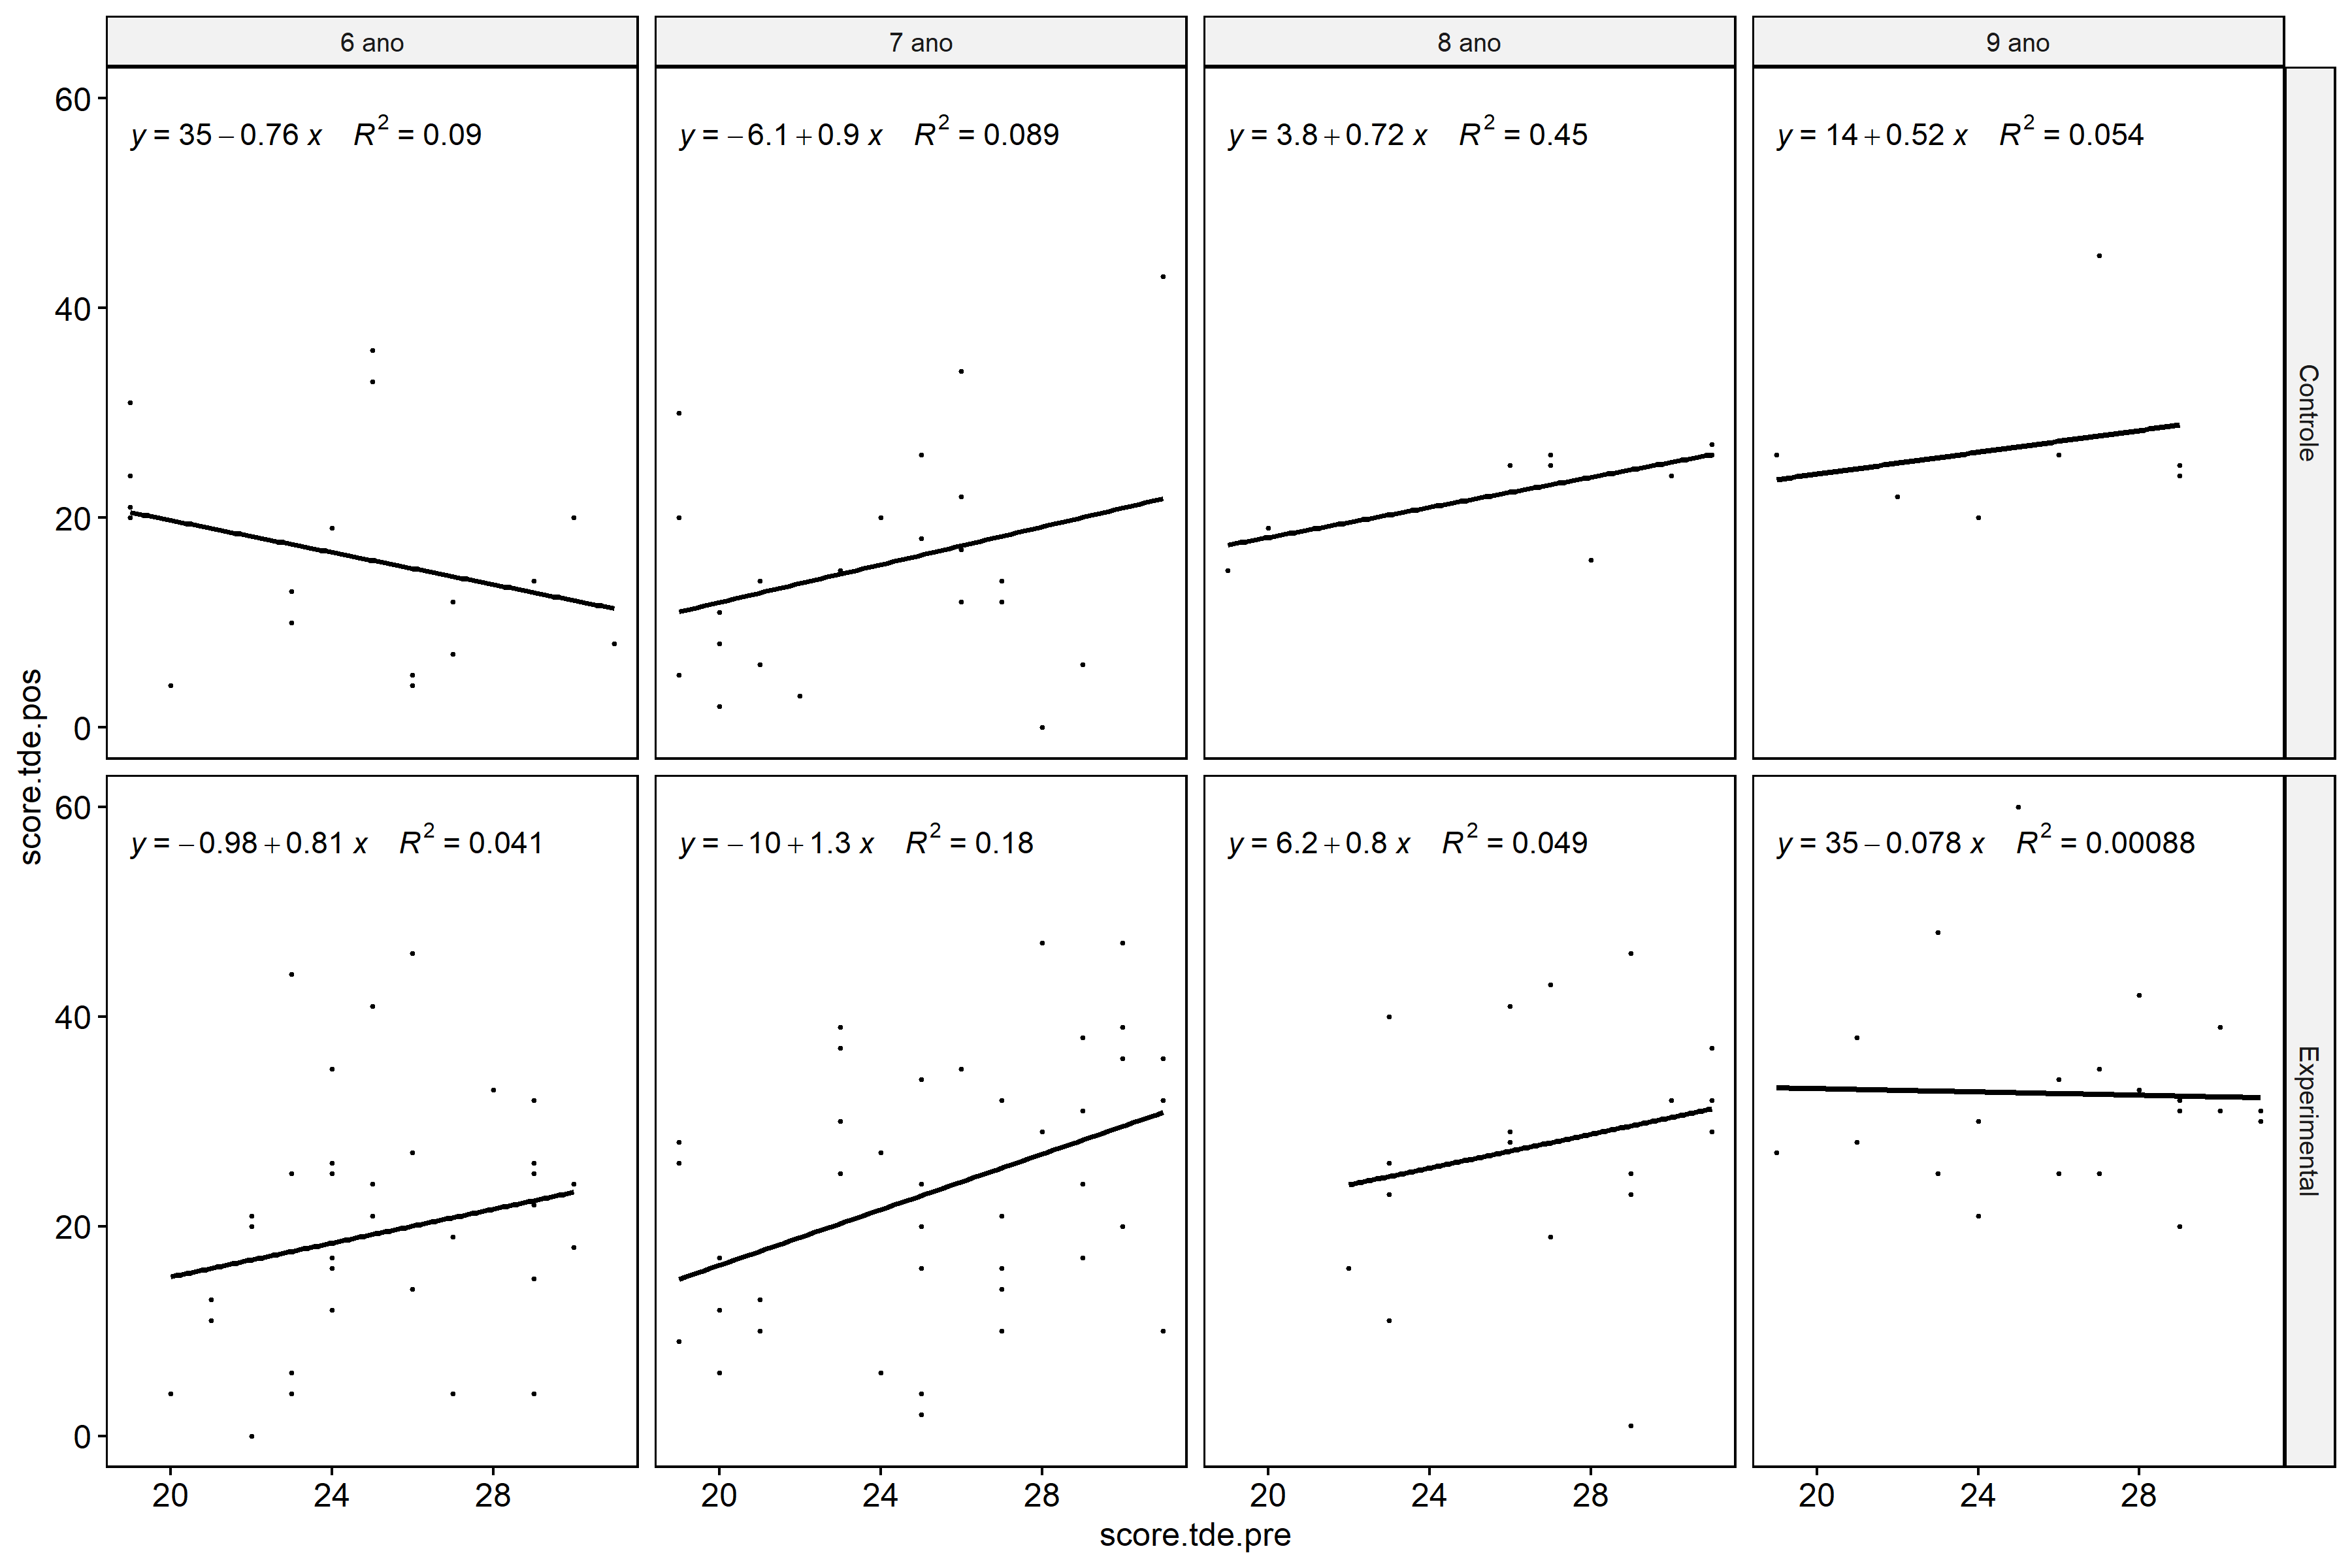 6 ano 7 ano 8 ano 9 ano
y = 35 − 0.76 x R² = 0.09
y = − 6.1 + 0.9 x R² = 0.089
y = 3.8 + 0.72 x R² = 0.45
y = 14 + 0.52 x R² = 0.054
60
40
20
0
Controle
y = − 0.98 + 0.81 x R² = 0.041
y = − 10 + 1.3 x R² = 0.18
y = 6.2 + 0.8 x R² = 0.049
y = 35 − 0.078 x R² = 0.00088
60
40
20
0
Experimental
score.tde.pos
20 24 28 20 24 28 20 24 28 20 24 28
score.tde.pre